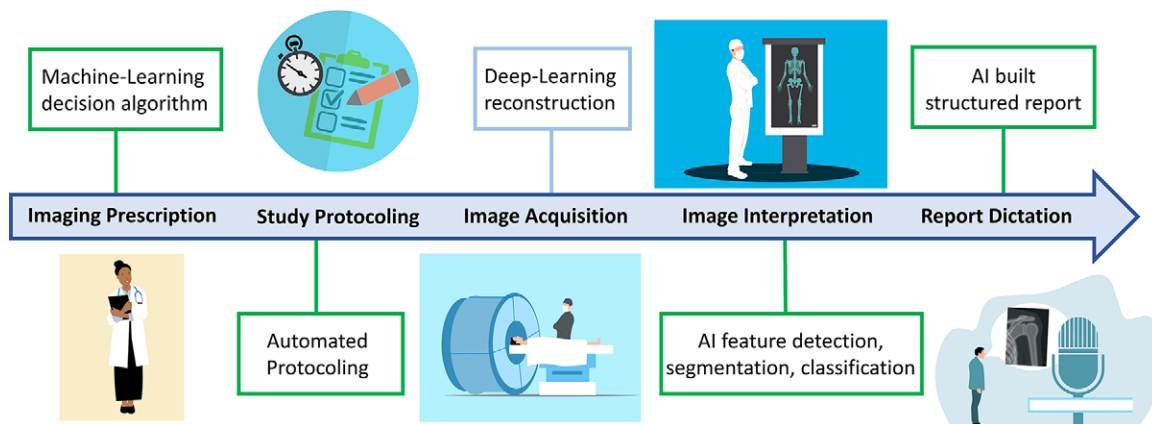 Machine-Learning
decision algorithm
Deep-Learning
reconstruction
AI built
structured report
Imaging Prescription
Study Protocoling
Image Acquisition
Image Interpretation
Report Dictation
Automated
Protocoling
AI feature detection,
segmentation, classification